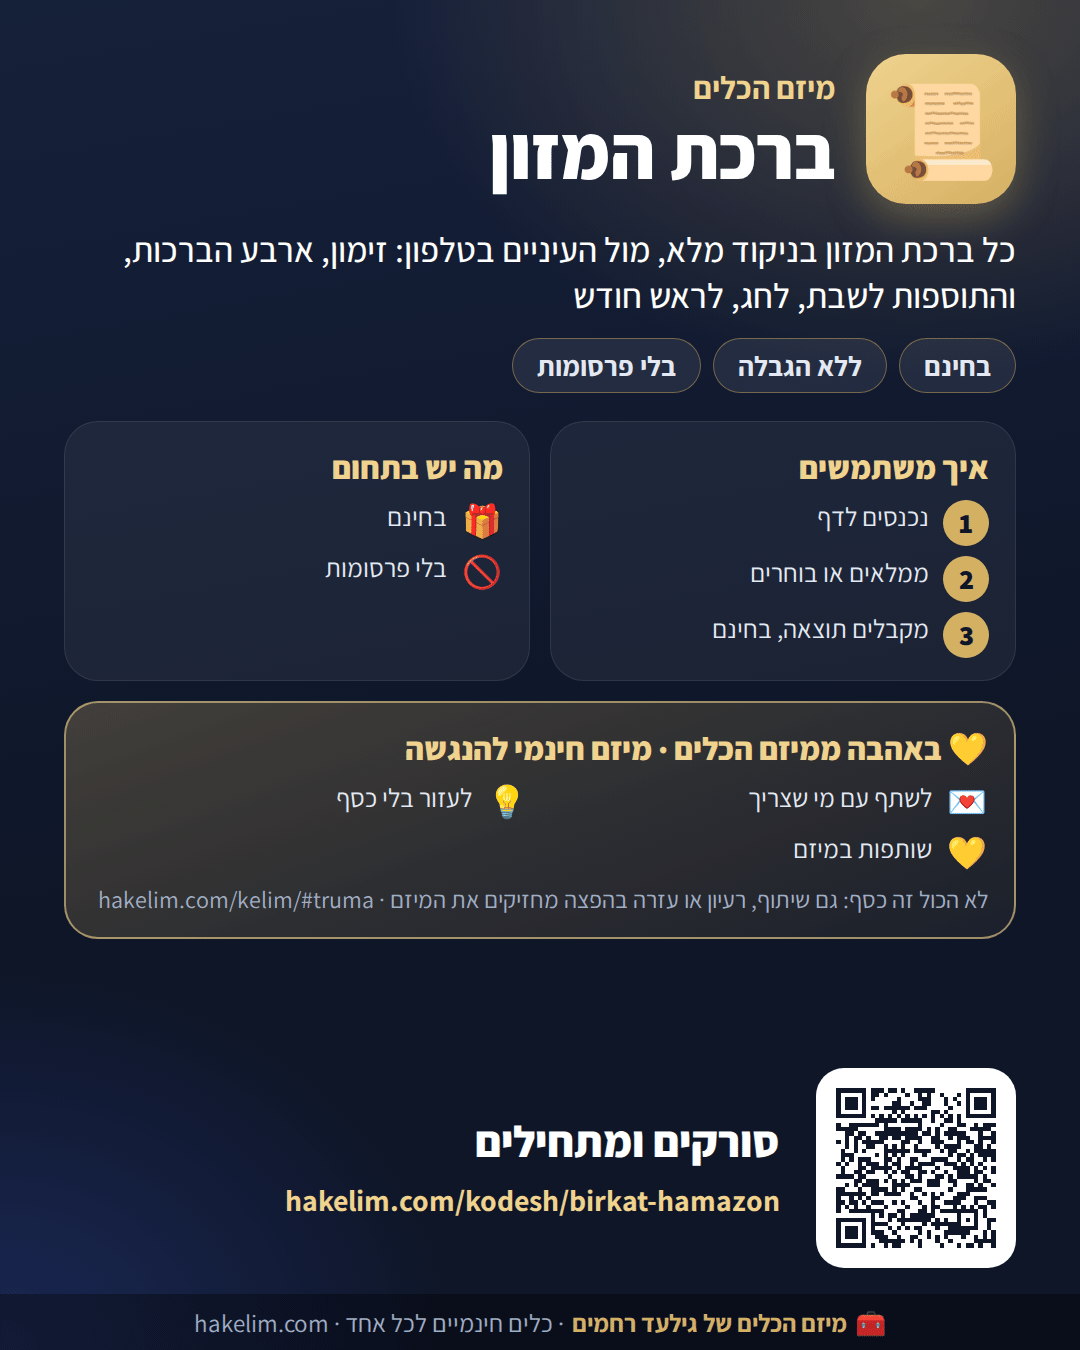 מיזם הכלים
ברכת המזון
כל ברכת המזון בניקוד מלא, מול העיניים בטלפון: זימון, ארבע הברכות,
והתוספות לשבת, לחג, לראש חודש
בחינם
ללא הגבלה
בלי פרסומות
איך משתמשים
1 נכנסים לדף
2 ממלאים או בוחרים
3 מקבלים תוצאה, בחינם
מה יש בתחום
בחינם
בלי פרסומות
באהבה ממיזם הכלים · מיזם חינמי להנגשה
לשתף עם מי שצריך
לעזור בלי כסף
שותפות במיזם
לא הכול זה כסף: גם שיתוף, רעיון או עזרה בהפצה מחזיקים את המיזם · hakelim.com/kelim/#truma
סורקים ומתחילים
hakelim.com/kodesh/birkat-hamazon
מיזם הכלים של גילעד רחמים · כלים חינמיים לכל אחד · hakelim.com